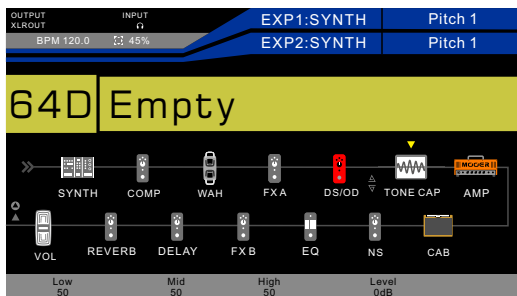 OUTPUT INPUT
XLROUT
EXP1:SYNTH Pitch 1
BPM 120.0 45%
EXP2:SYNTH Pitch 1
64D Empty
MOOER
SYNTH COMP WAH FX A DS/OD TONE CAP AMP
VOL REVERB DELAY FX B EQ NS CAB
Low Mid High Level
50 50 50 0dB